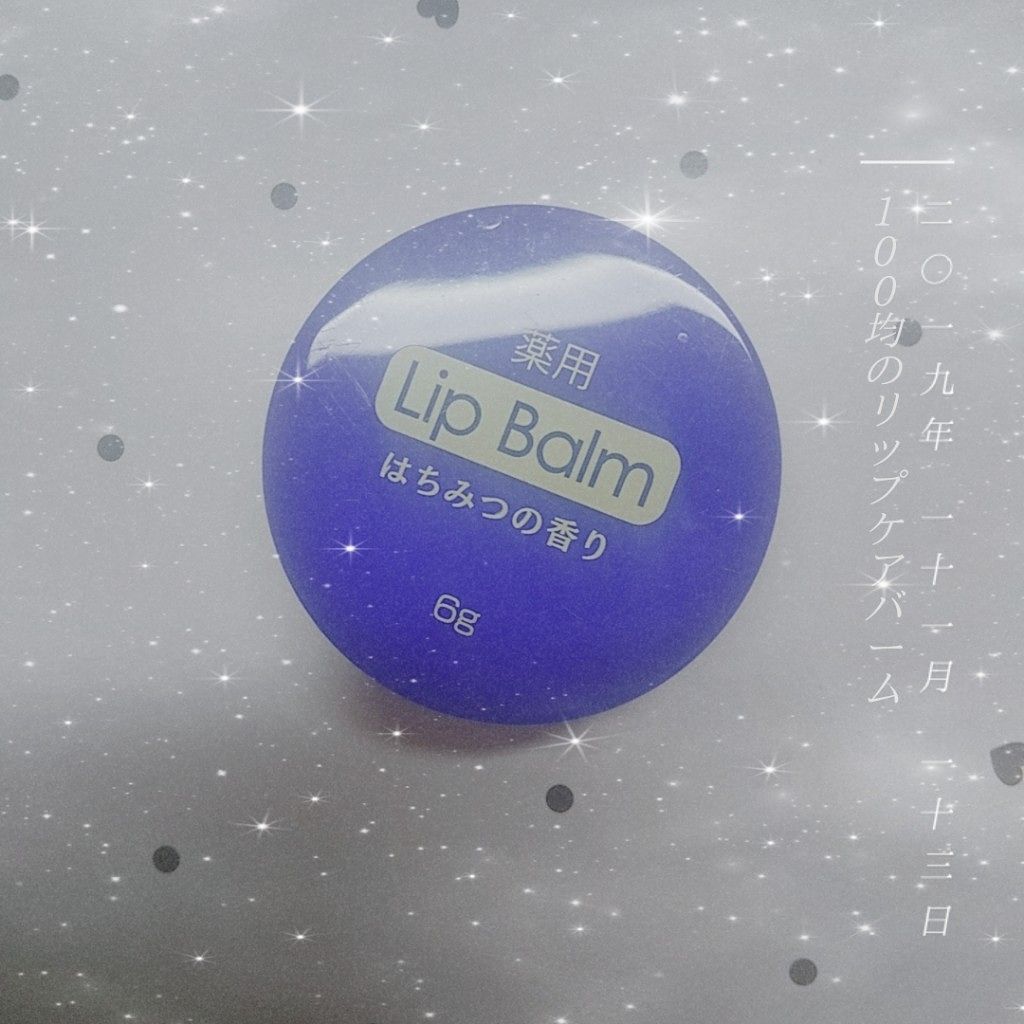 二〇一九年 一十一月 二十三日
100均のリップケアバーム
薬用
Lip Balm
はちみつの香り
6g